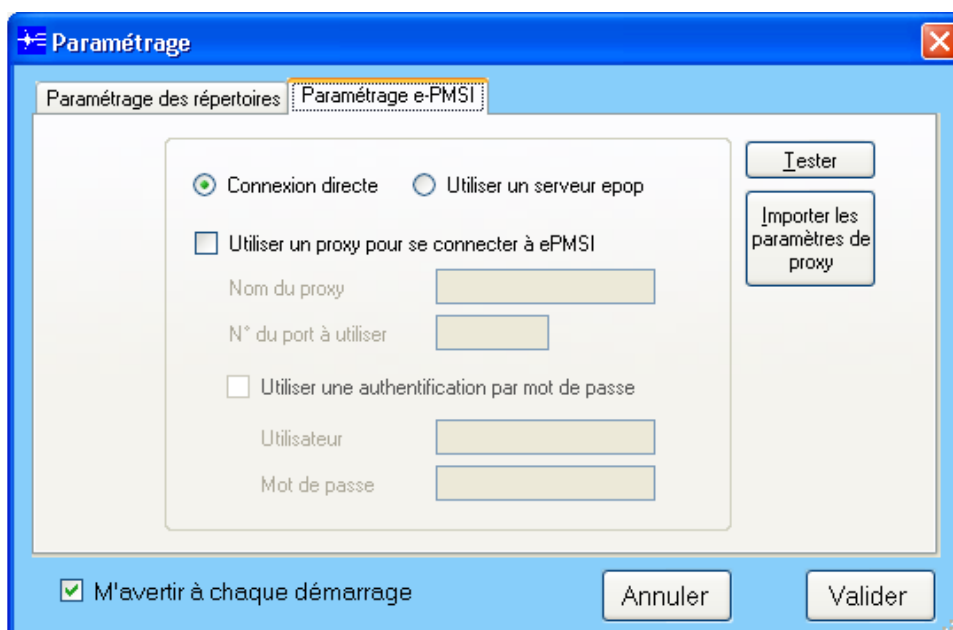 Paramétrage
Paramétrage des répertoires
Paramétrage e-PMSI
Connexion directe
Utiliser un serveur epop
Tester
Importer les
paramètres de
proxy
Utiliser un proxy pour se connecter à ePMSI
Nom du proxy
N° du port à utiliser
Utiliser une authentification par mot de passe
Utilisateur
Mot de passe
M'avertir à chaque démarrage
Annuler
Valider